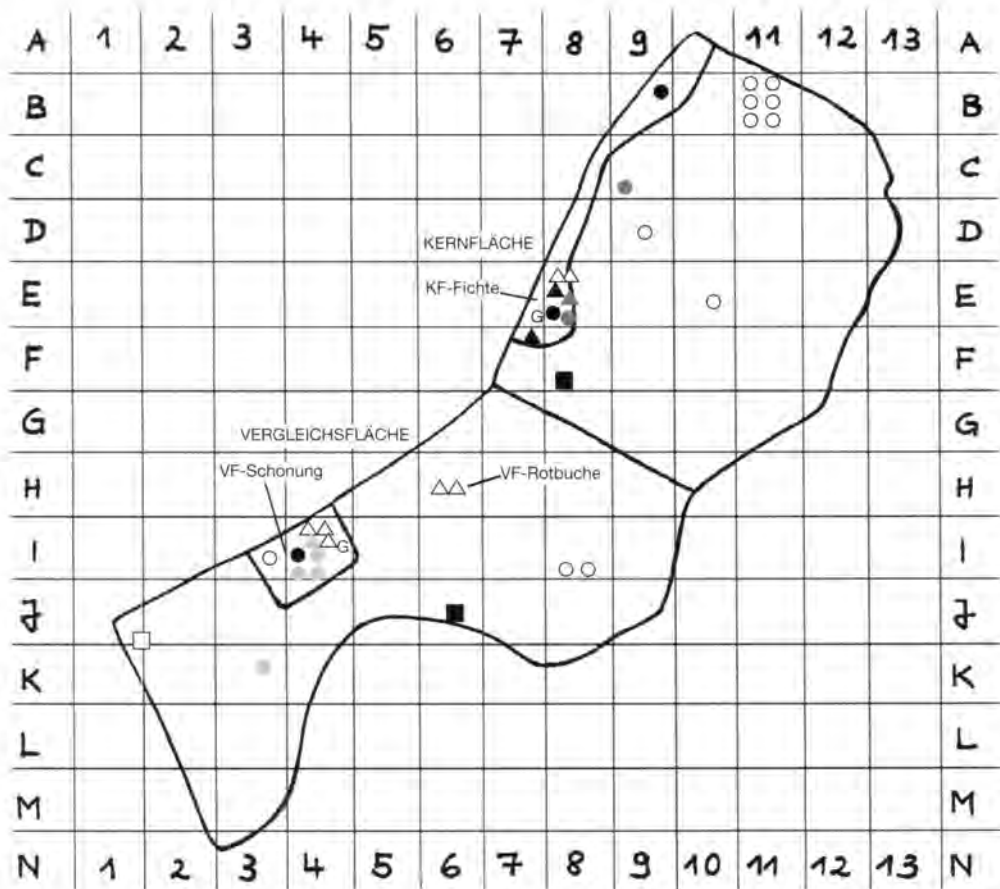 A 1 2 3 4 5 6 7 8 9 11 12 13 A
B B
C C
D D
KERNFLÄCHE
E KF-Fichte E
G
F F
G G
VERGLEICHSFLÄCHE
VF-Schonung
H VF-Rotbuche H
I G I
J J
K K
L L
M M
N 1 2 3 4 5 6 7 8 9 10 11 12 13 N